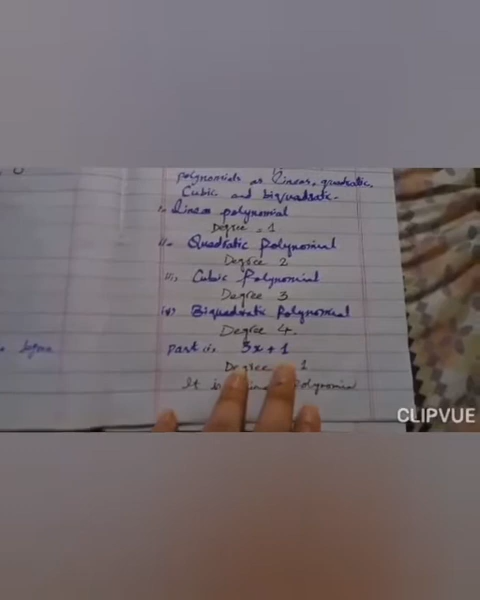 polynomials as linear, quadratic,
Cubic and biquadratic.
i. Linear polynomial
Degree = 1
ii. Quadratic Polynomial
Degree 2
iii, Cubic Polynomial
Degree 3
iv) Biquadratic Polynomial
Degree 4.
Part i, 3x + 1
Degree 1
It is Polynomial
CLIPVUE